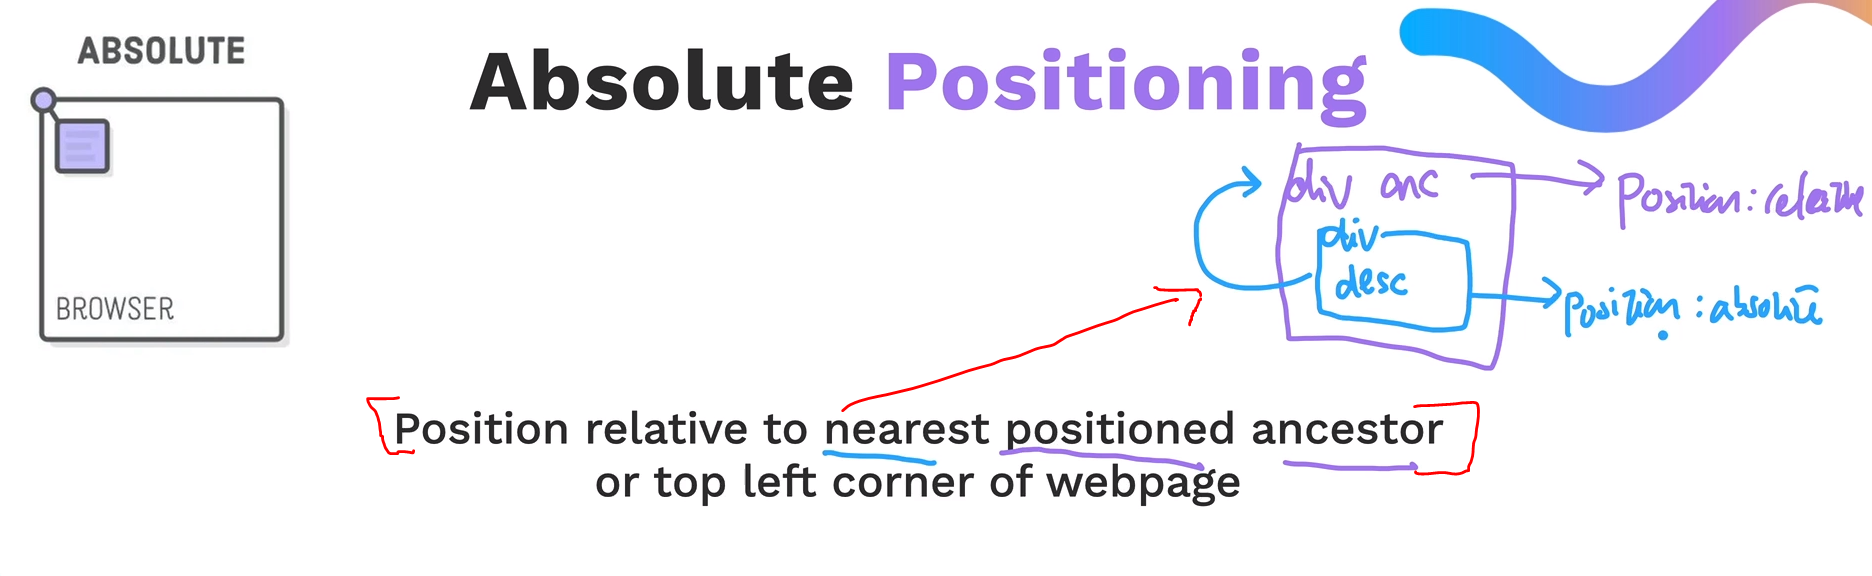 ABSOLUTE
Absolute Positioning
BROWSER
div anc
Position: relative
div
desc
Position: absolute
Position relative to nearest positioned ancestor
or top left corner of webpage